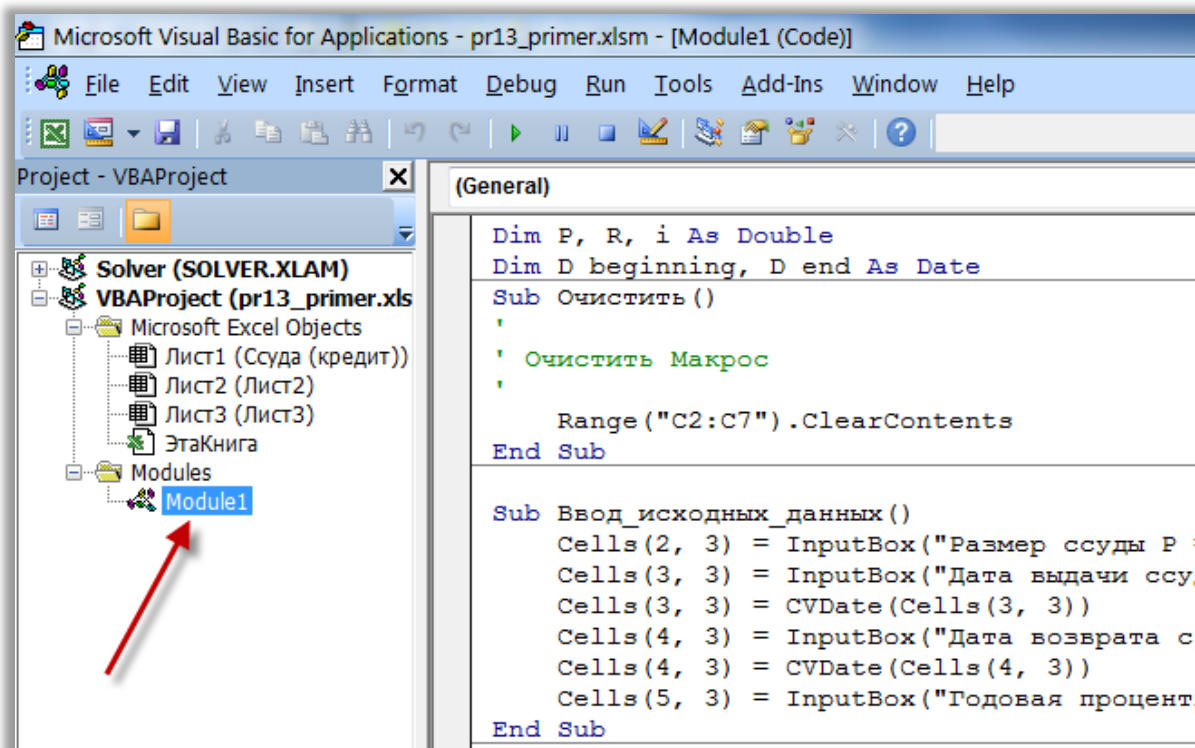 Microsoft Visual Basic for Applications - pr13_primer.xlsm - [Module1 (Code)]
File Edit View Insert Format Debug Run Tools Add-Ins Window Help
Project - VBAProject
Solver (SOLVER.XLAM)
VBAProject (pr13_primer.xls
Microsoft Excel Objects
Лист1 (Ссуда (кредит))
Лист2 (Лист2)
Лист3 (Лист3)
ЭтаКнига
Modules
Module1
(General)
Dim P, R, i As Double
Dim D beginning, D end As Date
Sub Очистить()
'
' Очистить Макрос
'
Range("C2:C7").ClearContents
End Sub
Sub Ввод_исходных_данных()
Cells(2, 3) = InputBox("Размер ссуды P =
Cells(3, 3) = InputBox("Дата выдачи ссу
Cells(3, 3) = CVDate(Cells(3, 3))
Cells(4, 3) = InputBox("Дата возврата с
Cells(4, 3) = CVDate(Cells(4, 3))
Cells(5, 3) = InputBox("Годовая процент
End Sub